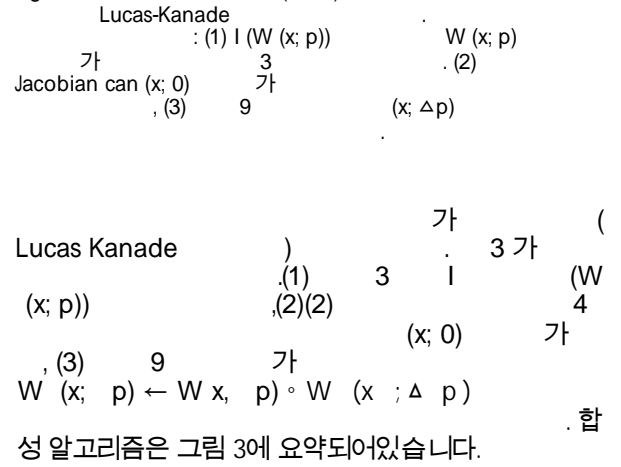 Lucas-Kanade .
: (1) I (W (x; p)) W (x; p)
가 3 . (2)
Jacobian can (x; 0) 가
, (3) 9 (x; △p)
.
가 (
Lucas Kanade ) . 3 가
.(1) 3 I (W
(x; p)) ,(2)(2) 4
(x; 0) 가
, (3) 9 가
W (x; p) ← W x, p) ∘ W (x ; △ p )
. 합
성 알고리즘은 그림 3에 요약되어있습니다.